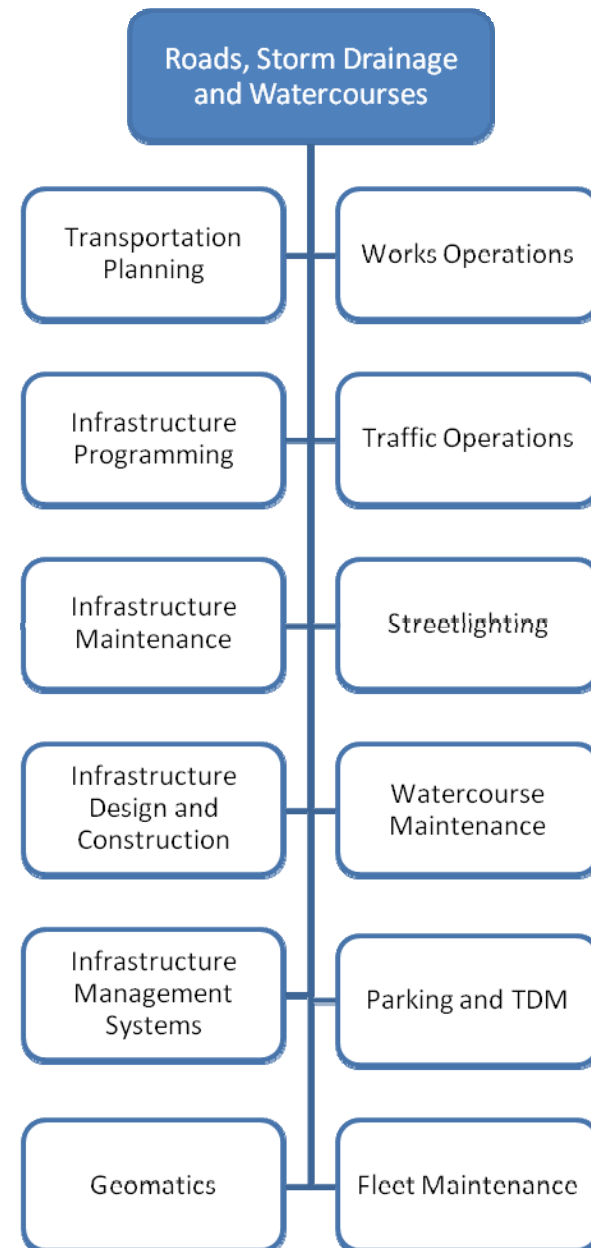 Roads, Storm Drainage
and Watercourses
Transportation
Planning
Works Operations
Infrastructure
Programming
Traffic Operations
Infrastructure
Maintenance
Streetlighting
Infrastructure
Design and
Construction
Watercourse
Maintenance
Infrastructure
Management
Systems
Parking and TDM
Geomatics
Fleet Maintenance